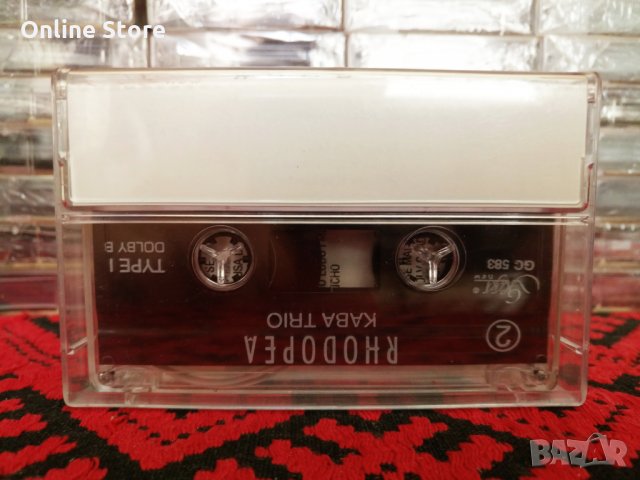 Online Store
RHODOPEA
KABA TRIO
2
GC 583
TYPE I
DOLBY B
BAZAR